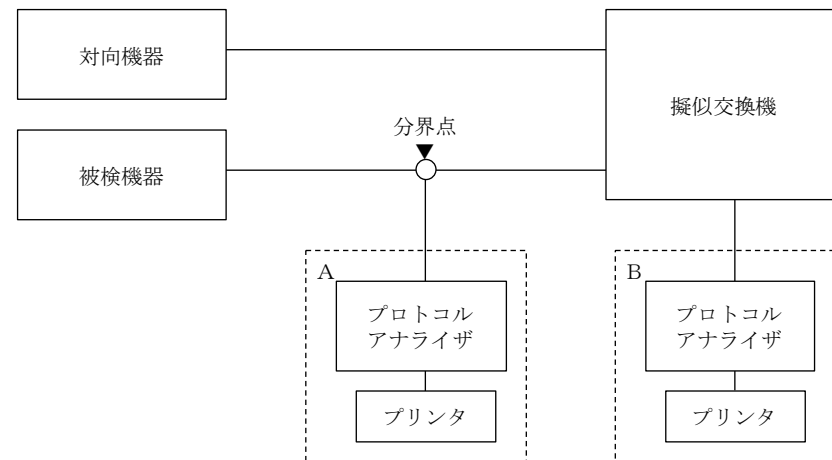 対向機器
擬似交換機
分界点
▼
被検機器
A
プロトコル
アナライザ
プリンタ
B
プロトコル
アナライザ
プリンタ